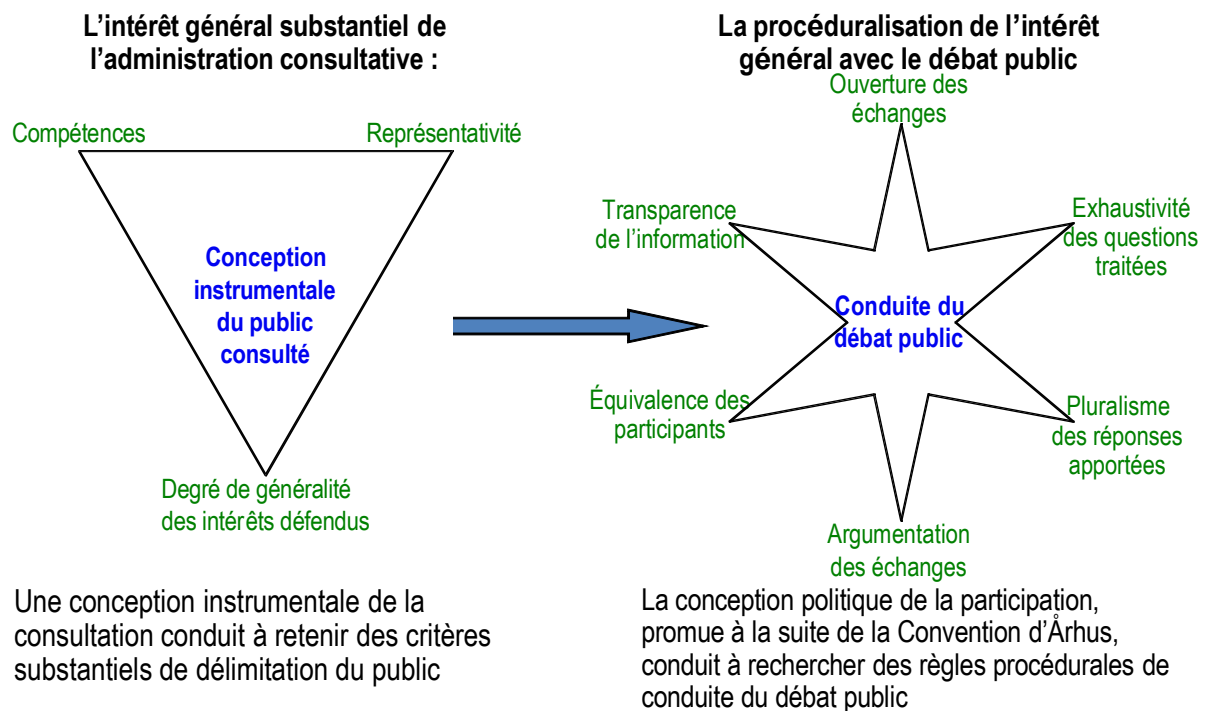 L'intérêt général substantiel de
l'administration consultative :
Compétences
Représentativité
Conception
instrumentale
du public
consulté
Degré de généralité
des intérêts défendus
Une conception instrumentale de la
consultation conduit à retenir des critères
substantiels de délimitation du public
La procéduralisation de l'intérêt
général avec le débat public
Ouverture des
échanges
Transparence
de l'information
Exhaustivité
des questions
traitées
Conduite du
débat public
Équivalence des
participants
Pluralisme
des réponses
apportées
Argumentation
des échanges
La conception politique de la participation,
promue à la suite de la Convention d'Århus,
conduit à rechercher des règles procédurales de
conduite du débat public